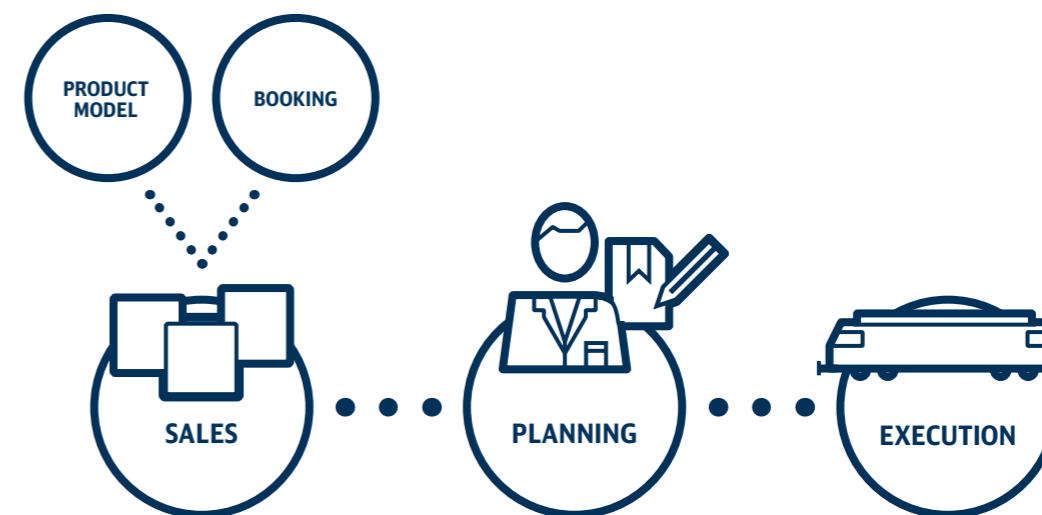 PRODUCT
MODEL
BOOKING
SALES
PLANNING
EXECUTION